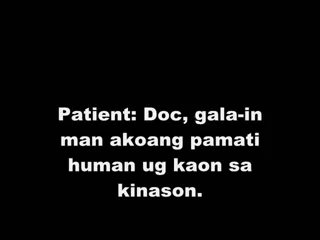 Patient: Doc, gala-in
man akoang pamati
human ug kaon sa
kinason.